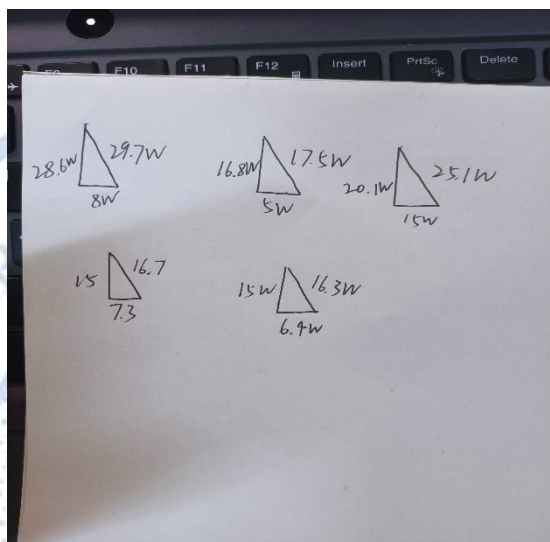 F10 F11 F12 Insert PrtSc Delete
28.6W 29.7W
8W
16.8W 17.5W
5W
20.1W 25.1W
15W
15 16.7
7.3
15W 16.3W
6.4W